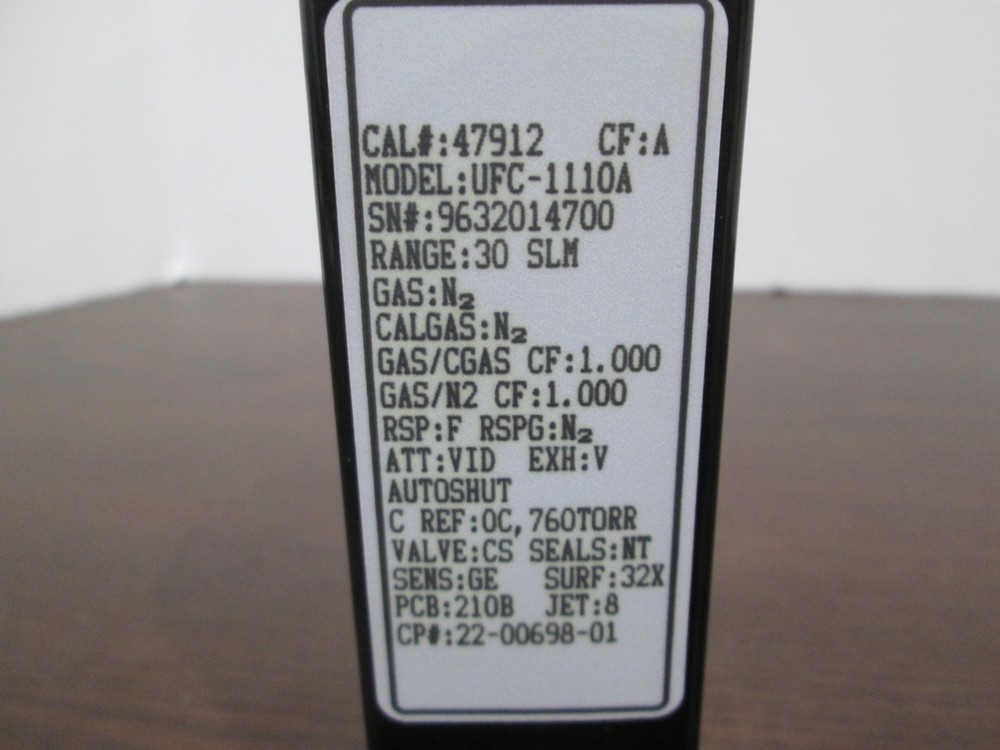 CAL#:47912 CF:A
MODEL:UFC-1110A
SN#:9632014700
RANGE:30 SLM
GAS:N₂
CALGAS:N₂
GAS/CGAS CF:1.000
GAS/N2 CF:1.000
RSP:F RSPG:N₂
ATT:VID EXH:V
AUTOSHUT
C REF:0C,760TORR
VALVE:CS SEALS:NT
SENS:GE SURF:32X
PCB:210B JET:8
CP#:22-00698-01